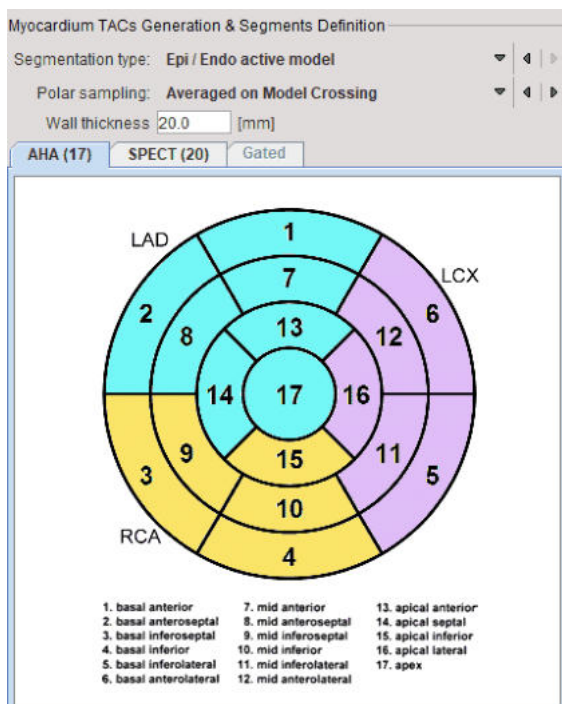 Myocardium TACs Generation & Segments Definition
Segmentation type: Epi / Endo active model
Polar sampling: Averaged on Model Crossing
Wall thickness 20.0 [mm]
AHA (17) SPECT (20) Gated
LAD
1
LCX
2
7
6
8
13
12
14
17
16
3
9
15
11
5
10
RCA
4
1. basal anterior 7. mid anterior 13. apical anterior
2. basal anteroseptal 8. mid anteroseptal 14. apical septal
3. basal inferoseptal 9. mid inferoseptal 15. apical inferior
4. basal inferior 10. mid inferior 16. apical lateral
5. basal inferolateral 11. mid inferolateral 17. apex
6. basal anterolateral 12. mid anterolateral